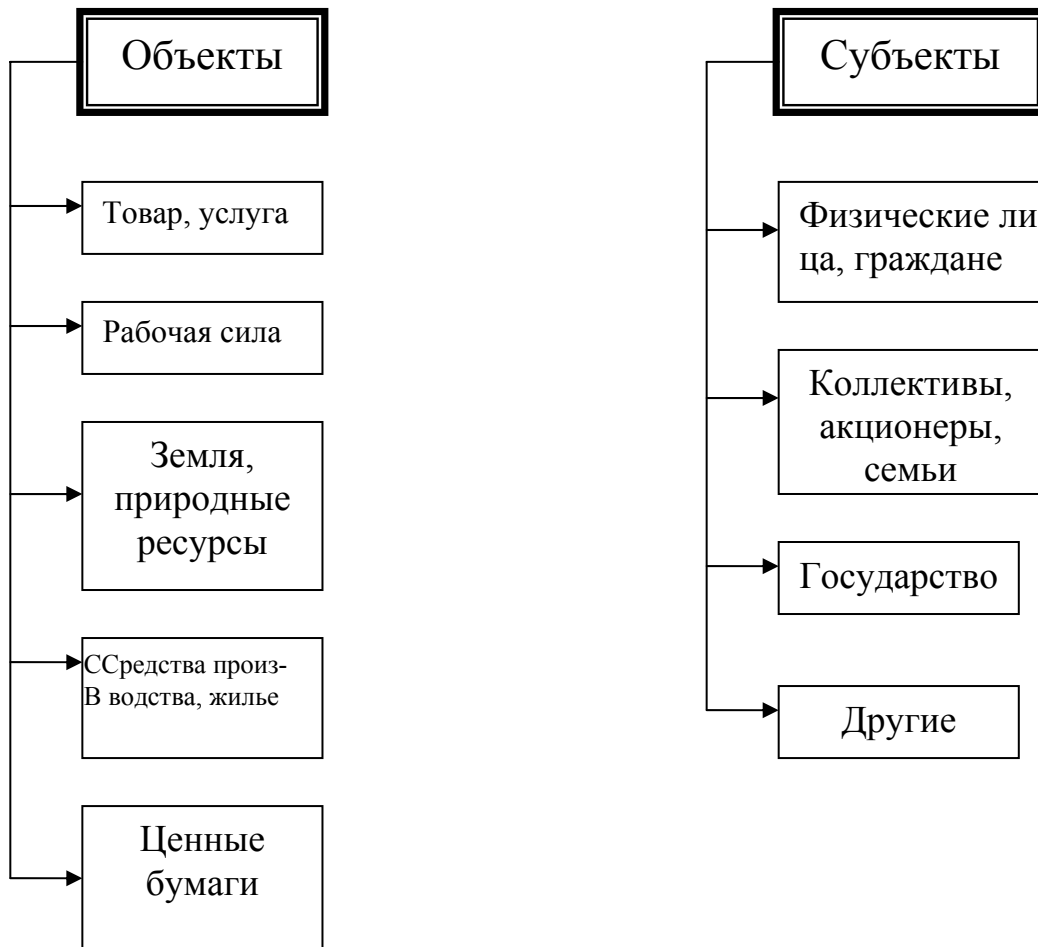 Объекты
Товар, услуга
Рабочая сила
Земля,
природные
ресурсы
ССредства произ-
В водства, жилье
Ценные
бумаги
Субъекты
Физические ли
ца, граждане
Коллективы,
акционеры,
семьи
Государство
Другие